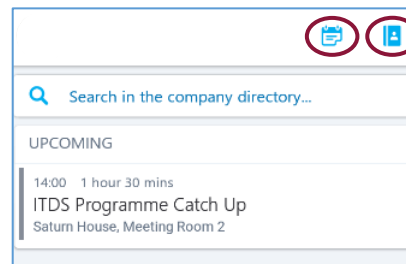 Search in the company directory...
UPCOMING
14:00 1 hour 30 mins
ITDS Programme Catch Up
Saturn House, Meeting Room 2